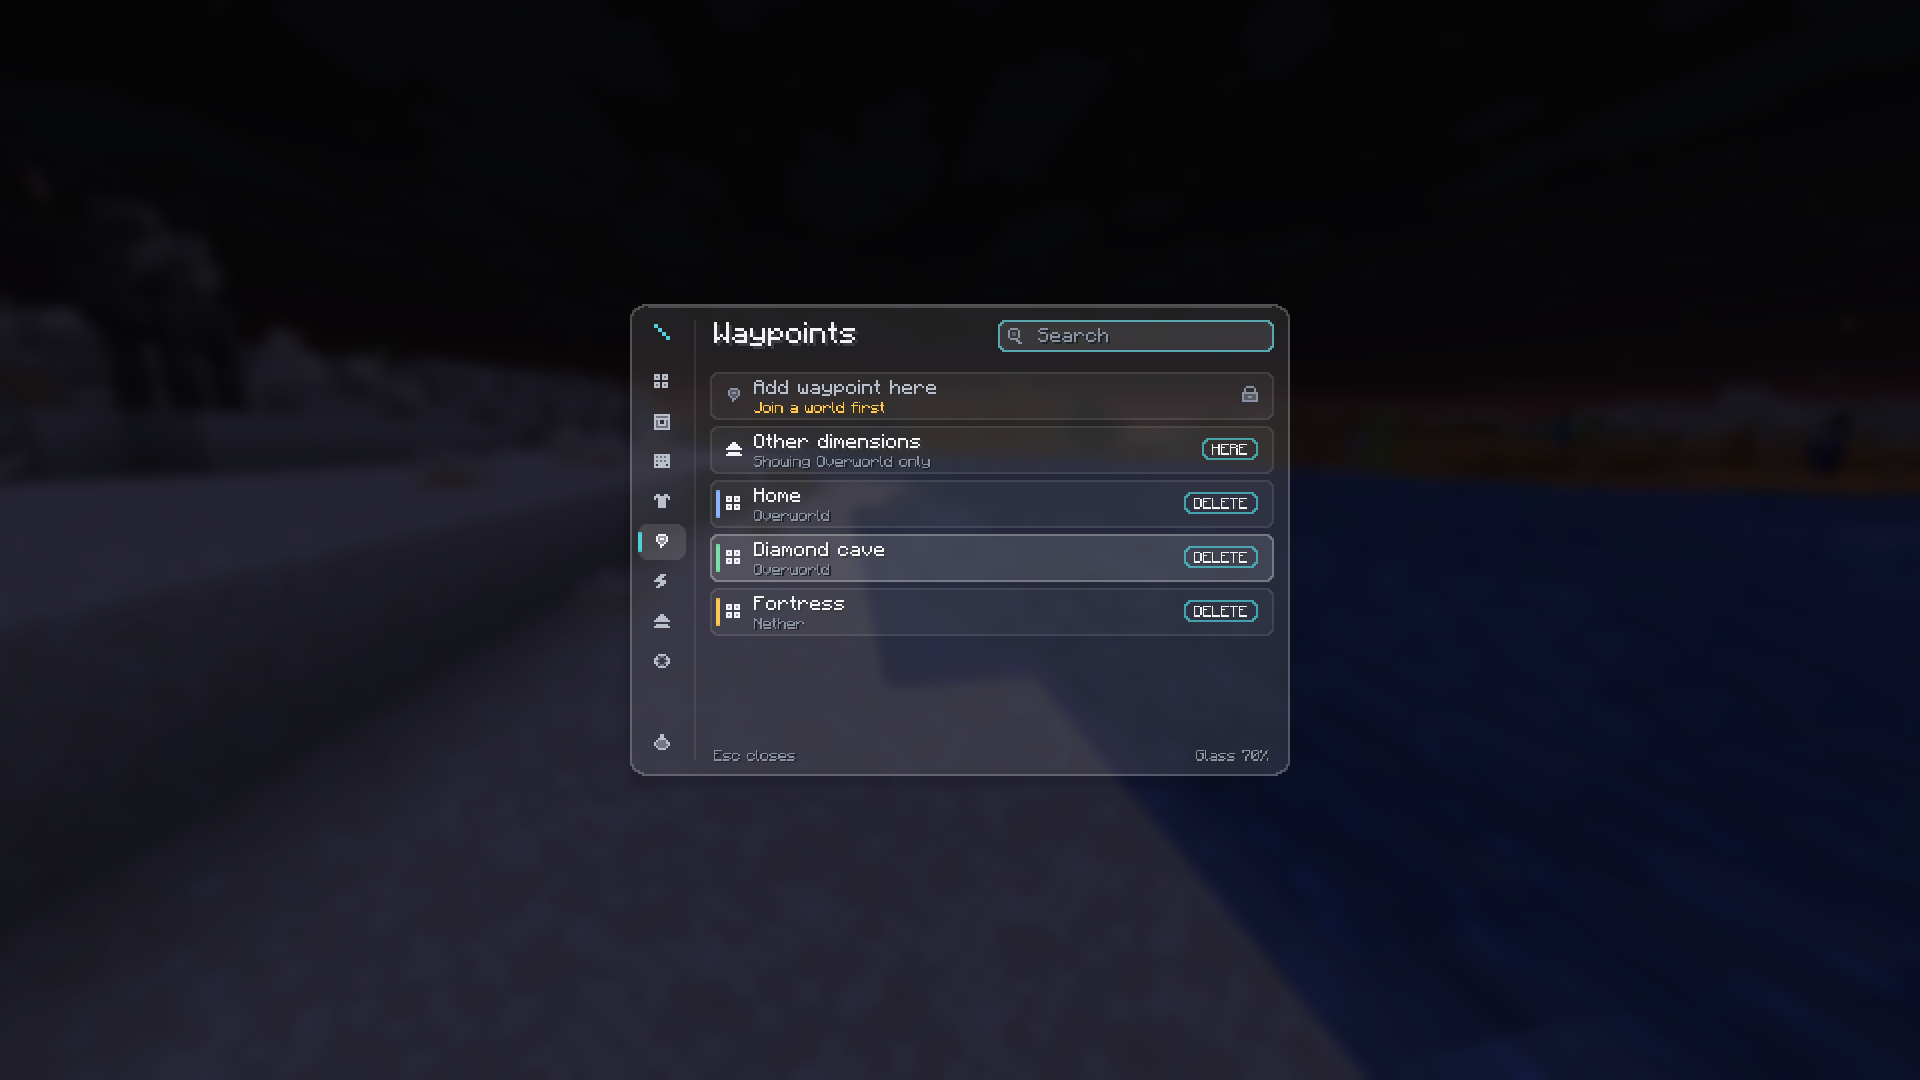 Waypoints
Search
Add waypoint here
Join a world first
Other dimensions
Showing Overworld only
HERE
Home
Overworld
DELETE
Diamond cave
Overworld
DELETE
Fortress
Nether
DELETE
Esc closes
Glass 70%